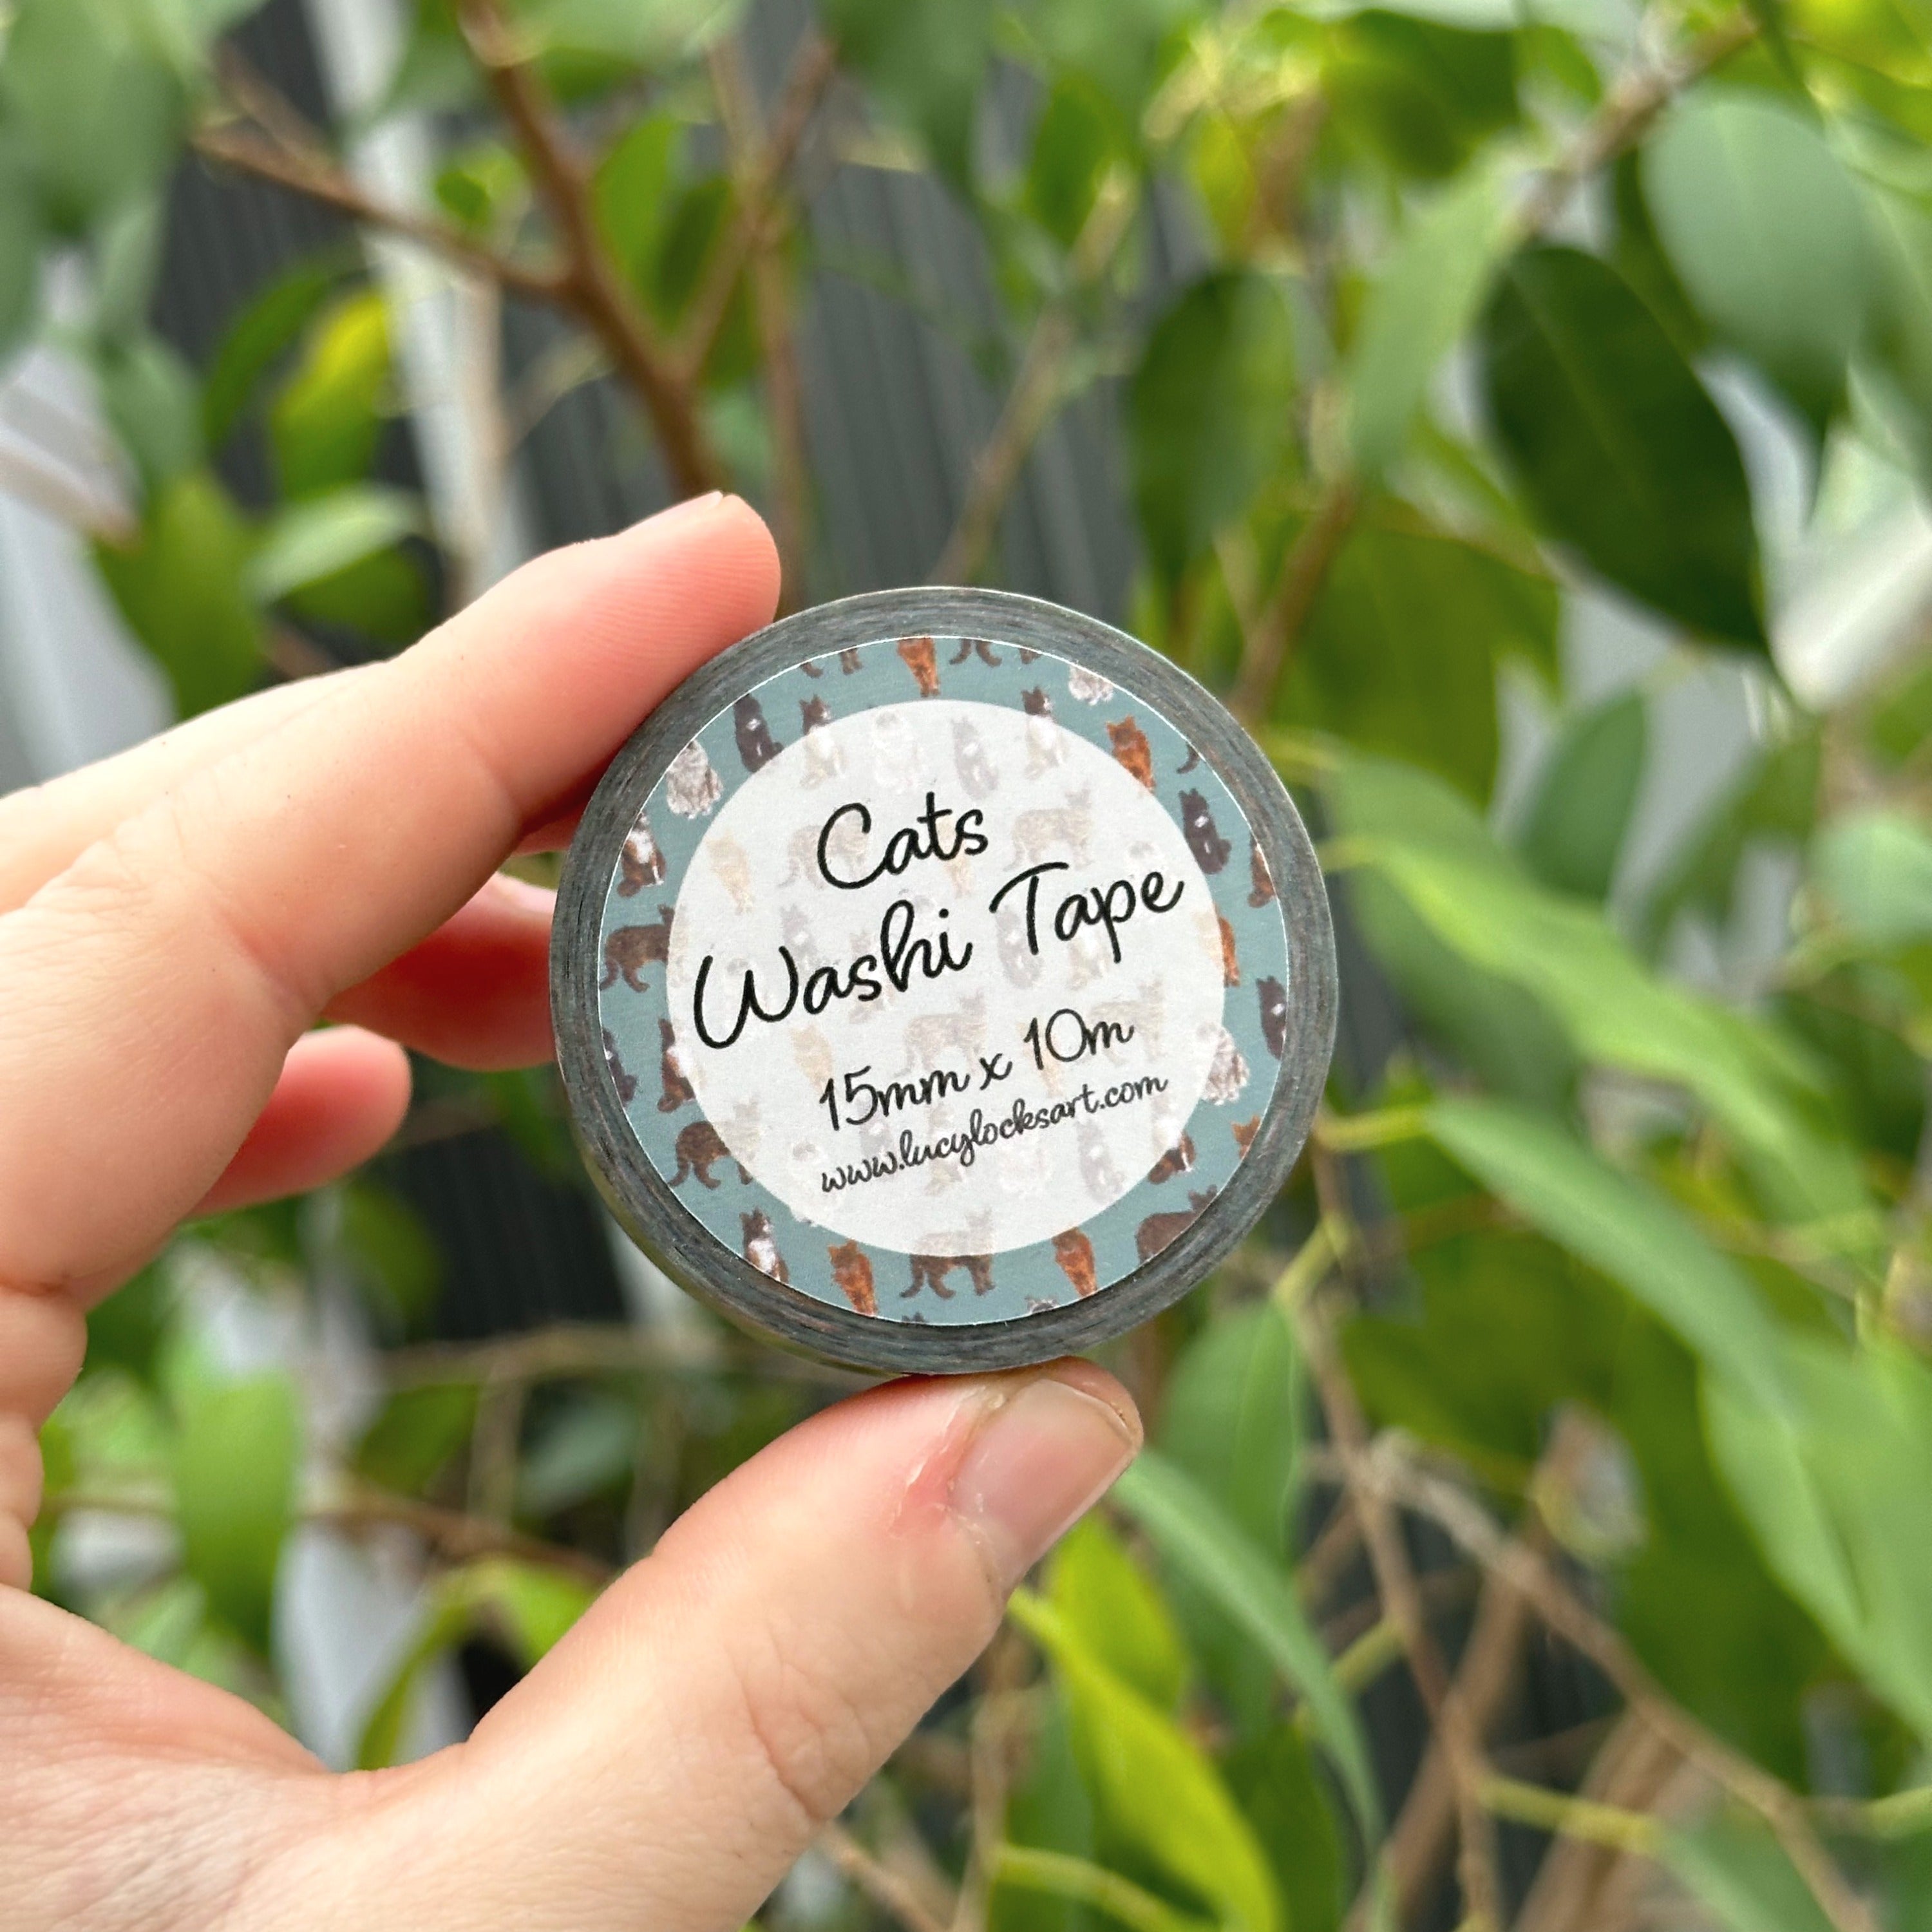 Cats
Washi Tape
15mm x 10m
www.lucylocksart.com